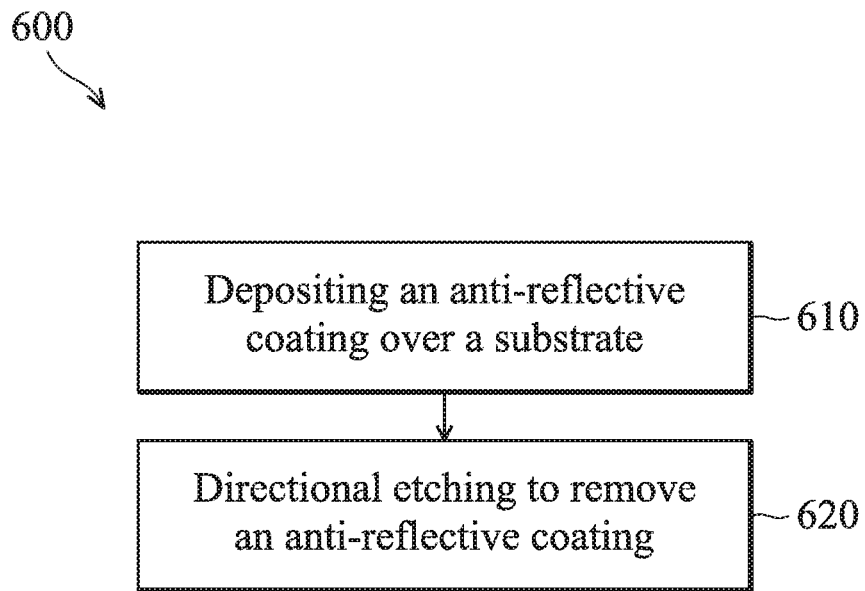 600
Depositing an anti-reflective
coating over a substrate
610
Directional etching to remove
an anti-reflective coating
620